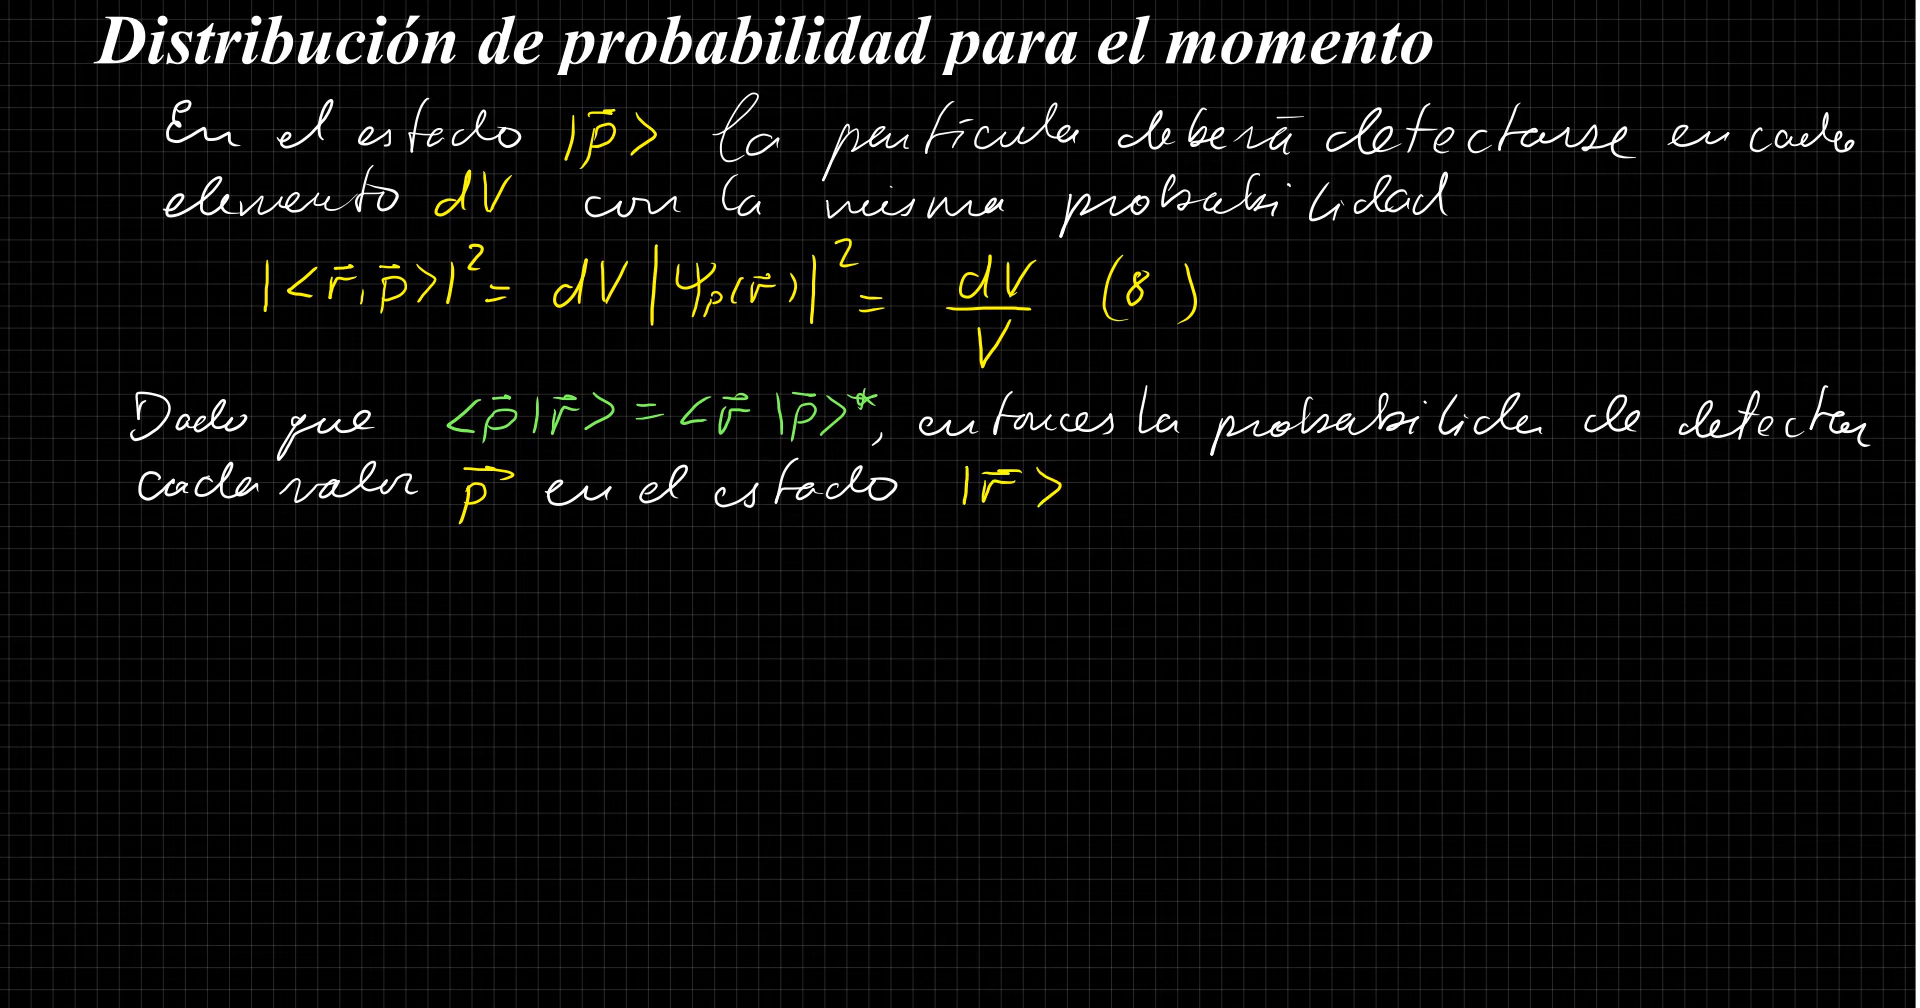 Distribución de probabilidad para el momento
En el estado |p⃗> la partícula deberá detectarse en cada
elemento dV con la misma probabilidad
|<r⃗,p⃗>|² = dV |Ψₚ(r⃗)|² = dV/V (8)
Dado que <p⃗|r⃗> = <r⃗|p⃗>*, entonces la probabilida de detectar
cada valor p⃗ en el estado |r⃗>